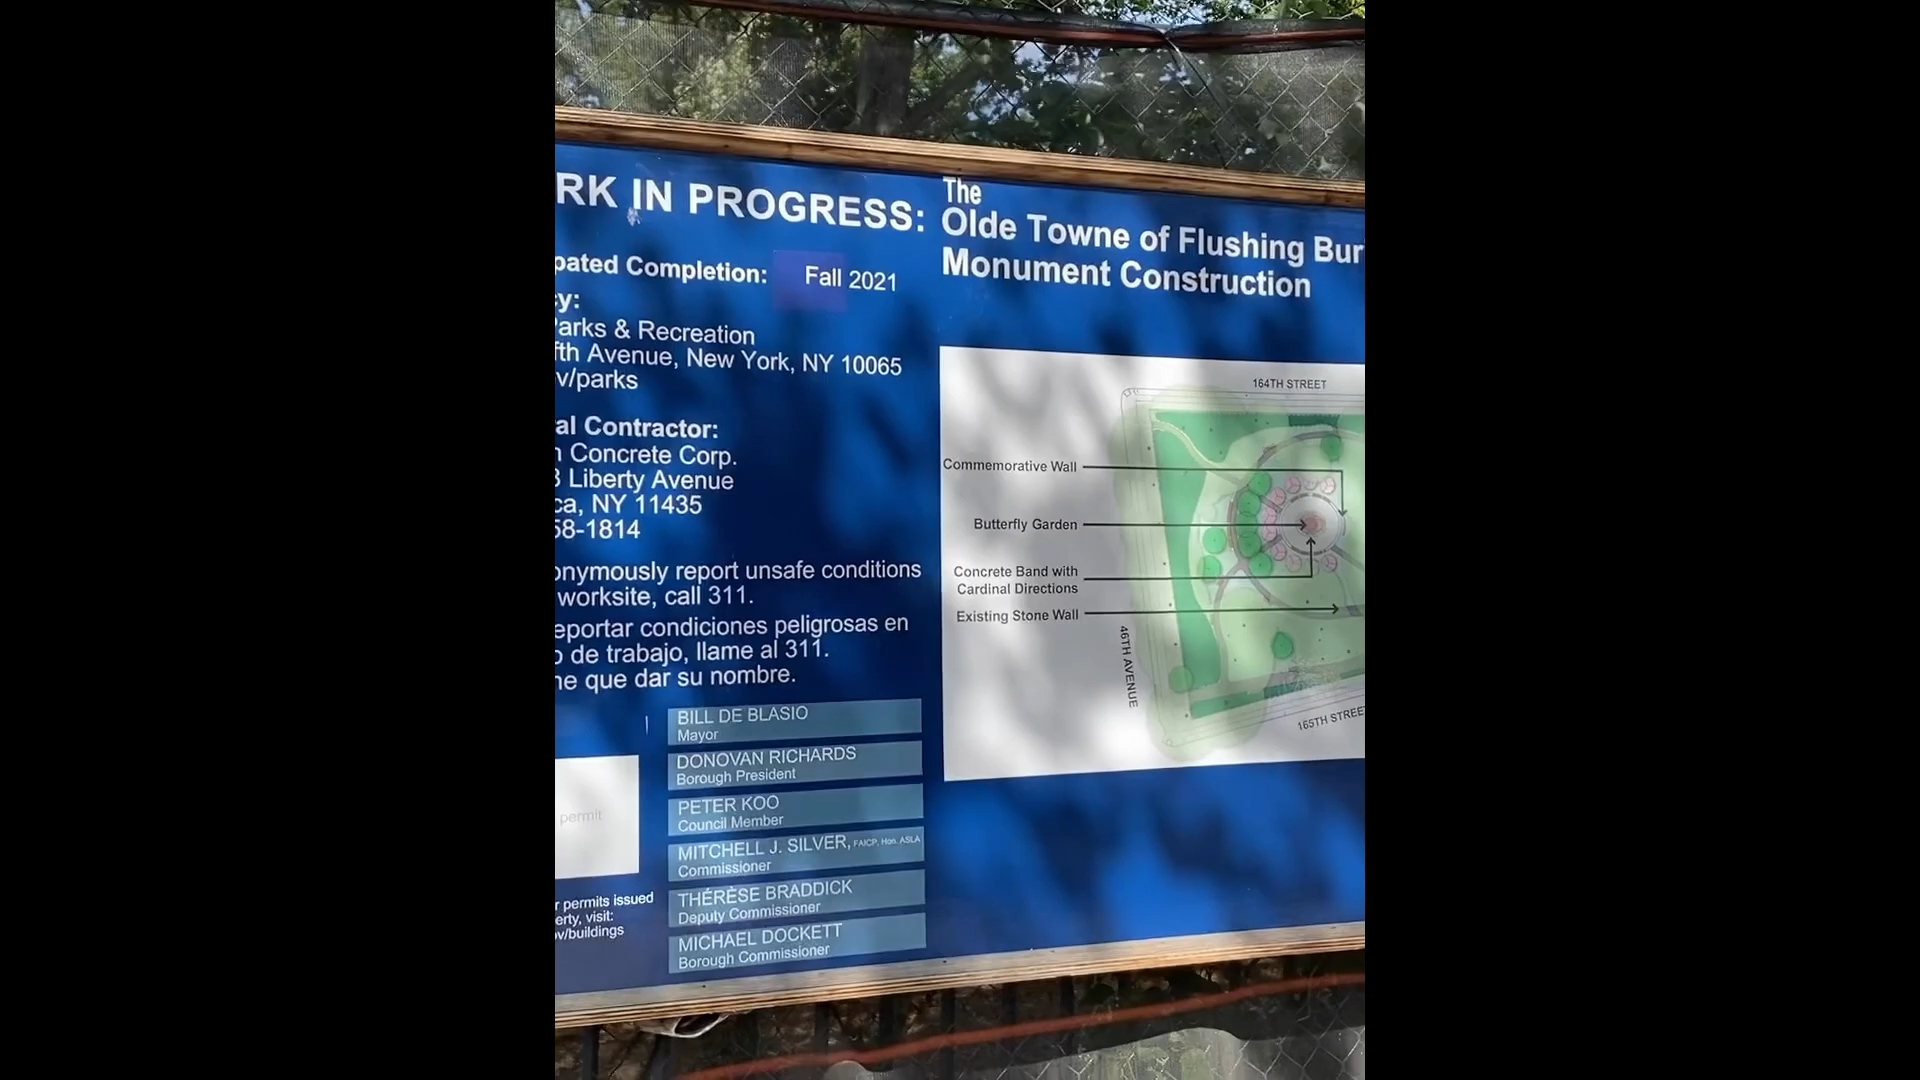 RK IN PROGRESS:
pated Completion: Fall 2021
cy:
Parks & Recreation
fth Avenue, New York, NY 10065
v/parks
al Contractor:
n Concrete Corp.
3 Liberty Avenue
ca, NY 11435
58-1814
onymously report unsafe conditions
worksite, call 311.
eportar condiciones peligrosas en
o de trabajo, llame al 311.
ne que dar su nombre.
permit
r permits issued
erty, visit:
v/buildings
BILL DE BLASIO
Mayor
DONOVAN RICHARDS
Borough President
PETER KOO
Council Member
MITCHELL J. SILVER, FAICP, Hon. ASLA
Commissioner
THÉRÈSE BRADDICK
Deputy Commissioner
MICHAEL DOCKETT
Borough Commissioner
The
Olde Towne of Flushing Bur
Monument Construction
164TH STREET
Commemorative Wall
Butterfly Garden
Concrete Band with
Cardinal Directions
Existing Stone Wall
46TH AVENUE
165TH STREE